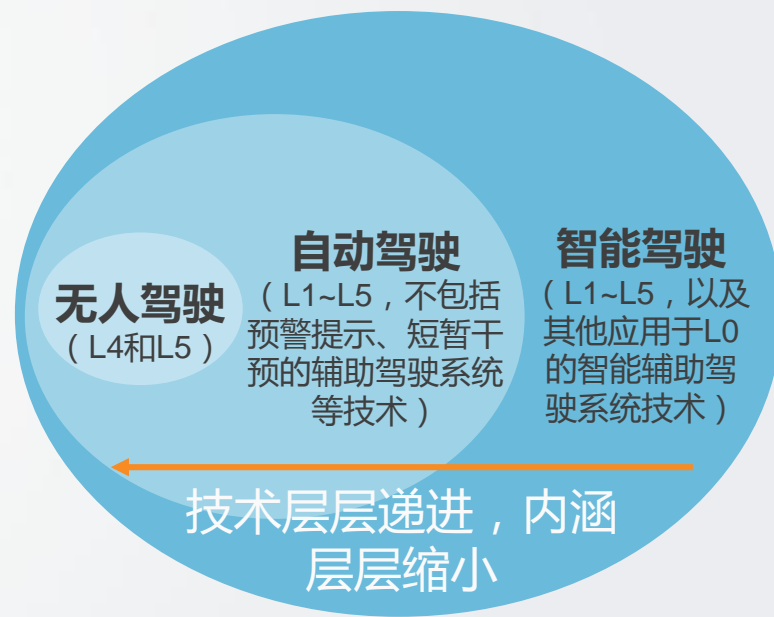 无人驾驶
（L4和L5）
自动驾驶
（L1~L5，不包括
预警提示、短暂干
预的辅助驾驶系统
等技术）
智能驾驶
（L1~L5，以及
其他应用于L0
的智能辅助驾
驶系统技术）
技术层层递进，内涵
层层缩小